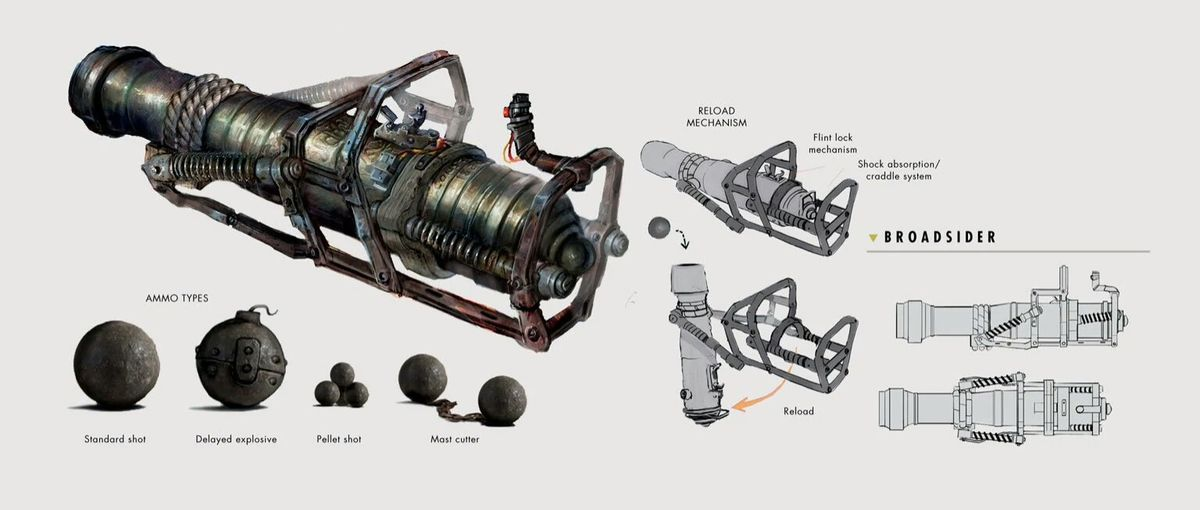 RELOAD
MECHANISM
Flint lock
mechanism
Shock absorption/
craddle system
BROADSIDER
AMMO TYPES
Standard shot
Delayed explosive
Pellet shot
Mast cutter
Reload